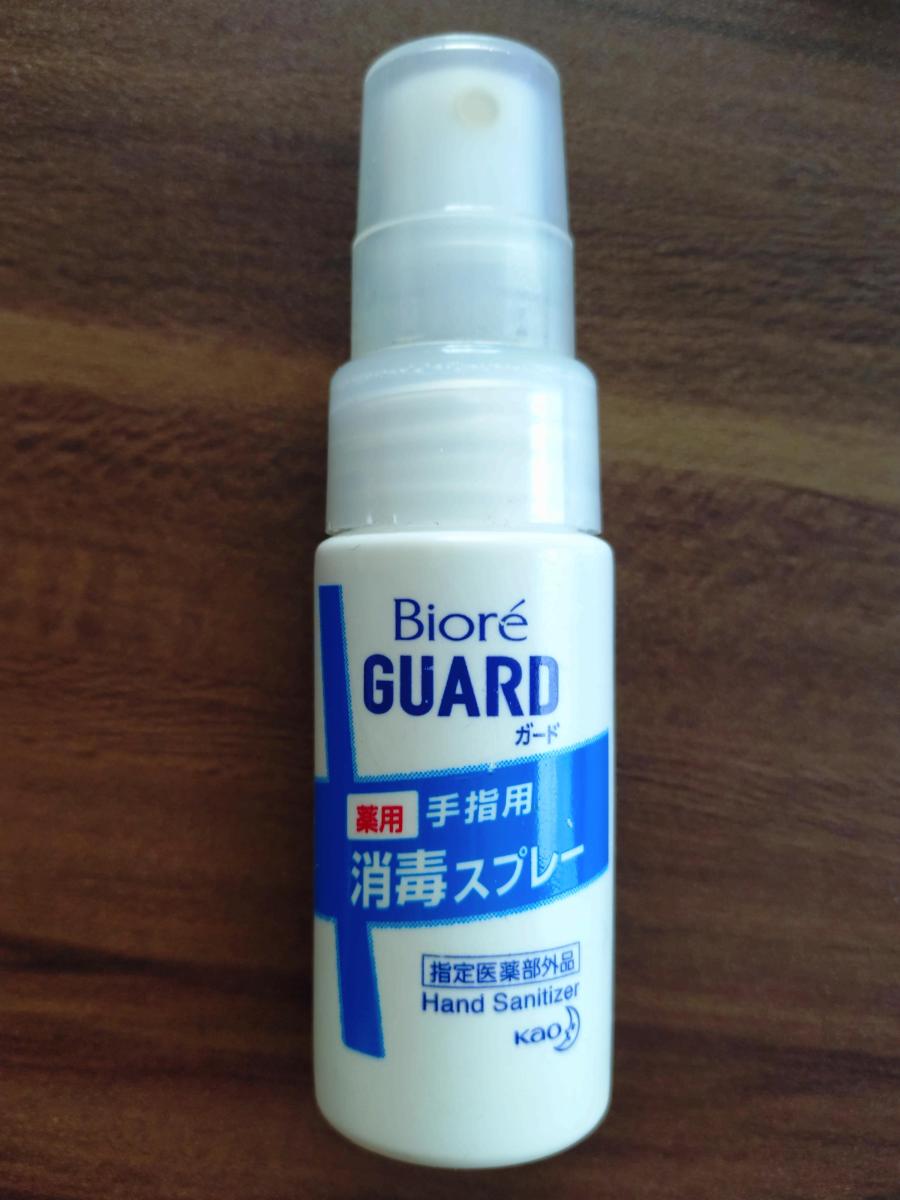 Bioré
GUARD
ガード
薬用 手指用
消毒スプレー
指定医薬部外品
Hand Sanitizer
Kao